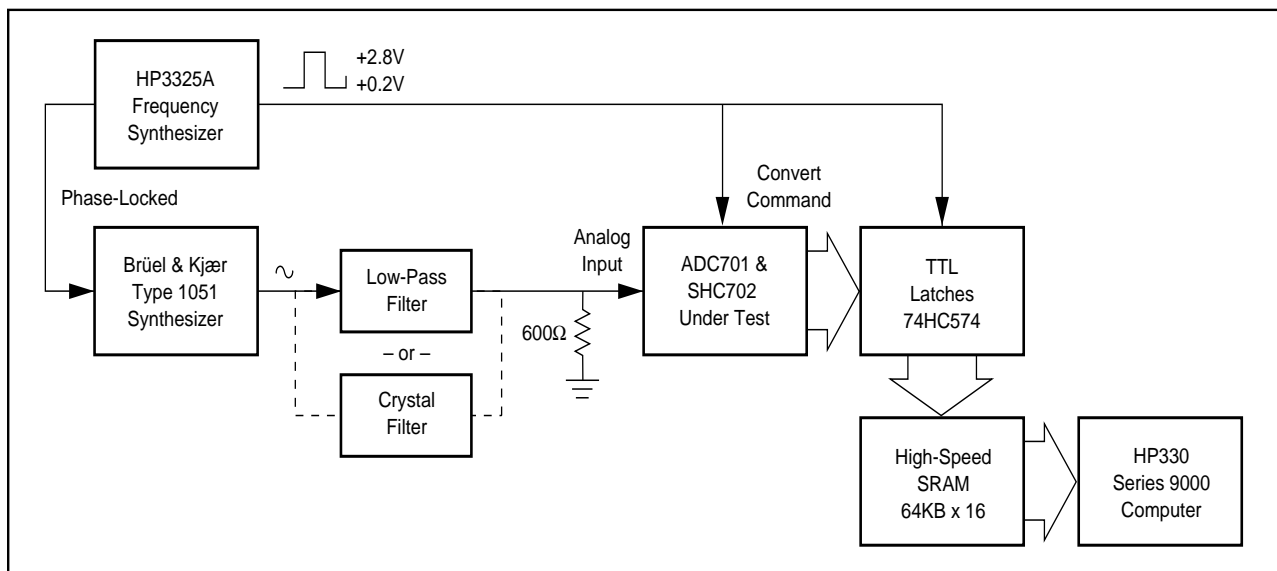 HP3325A
Frequency
Synthesizer
+2.8V
+0.2V
Phase-Locked
Convert
Command
Brüel & Kjær
Type 1051
Synthesizer
Low-Pass
Filter
– or –
Crystal
Filter
Analog
Input
600Ω
ADC701 &
SHC702
Under Test
TTL
Latches
74HC574
High-Speed
SRAM
64KB x 16
HP330
Series 9000
Computer